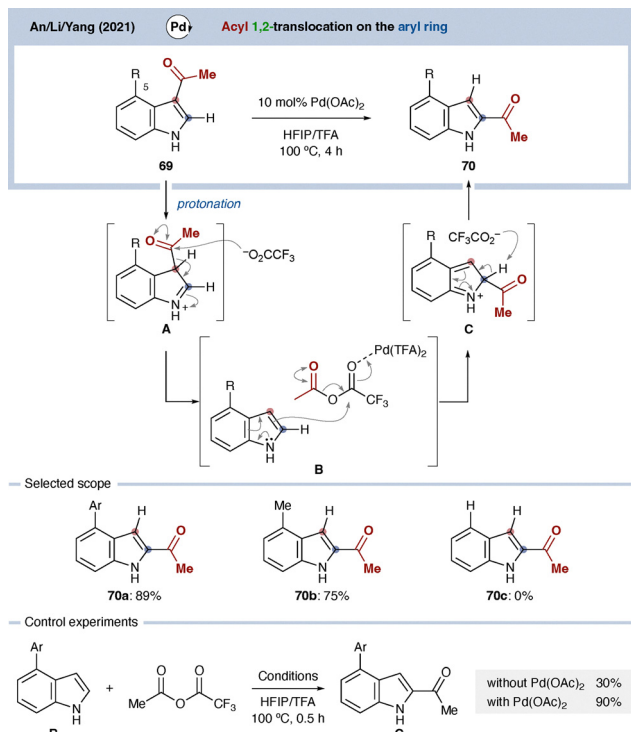 An/Li/Yang (2021) Pd Acyl 1,2-translocation on the aryl ring
R O Me 5 H N H
10 mol% Pd(OAc)2
HFIP/TFA
100 ºC, 4 h
R H O N H Me
69 70
protonation
R O Me H H N + −O2CCF3
A
R CF3CO2− H N + O Me
C
R N H O O O Pd(TFA)2 CF3
B
Selected scope
Ar H O N H Me
70a: 89%
Me H O N H Me
70b: 75%
H H O N H Me
70c: 0%
Control experiments
Ar N H + Me O O O CF3
Conditions
HFIP/TFA
100 ºC, 0.5 h
Ar O N H Me
without Pd(OAc)2 30%
with Pd(OAc)2 90%